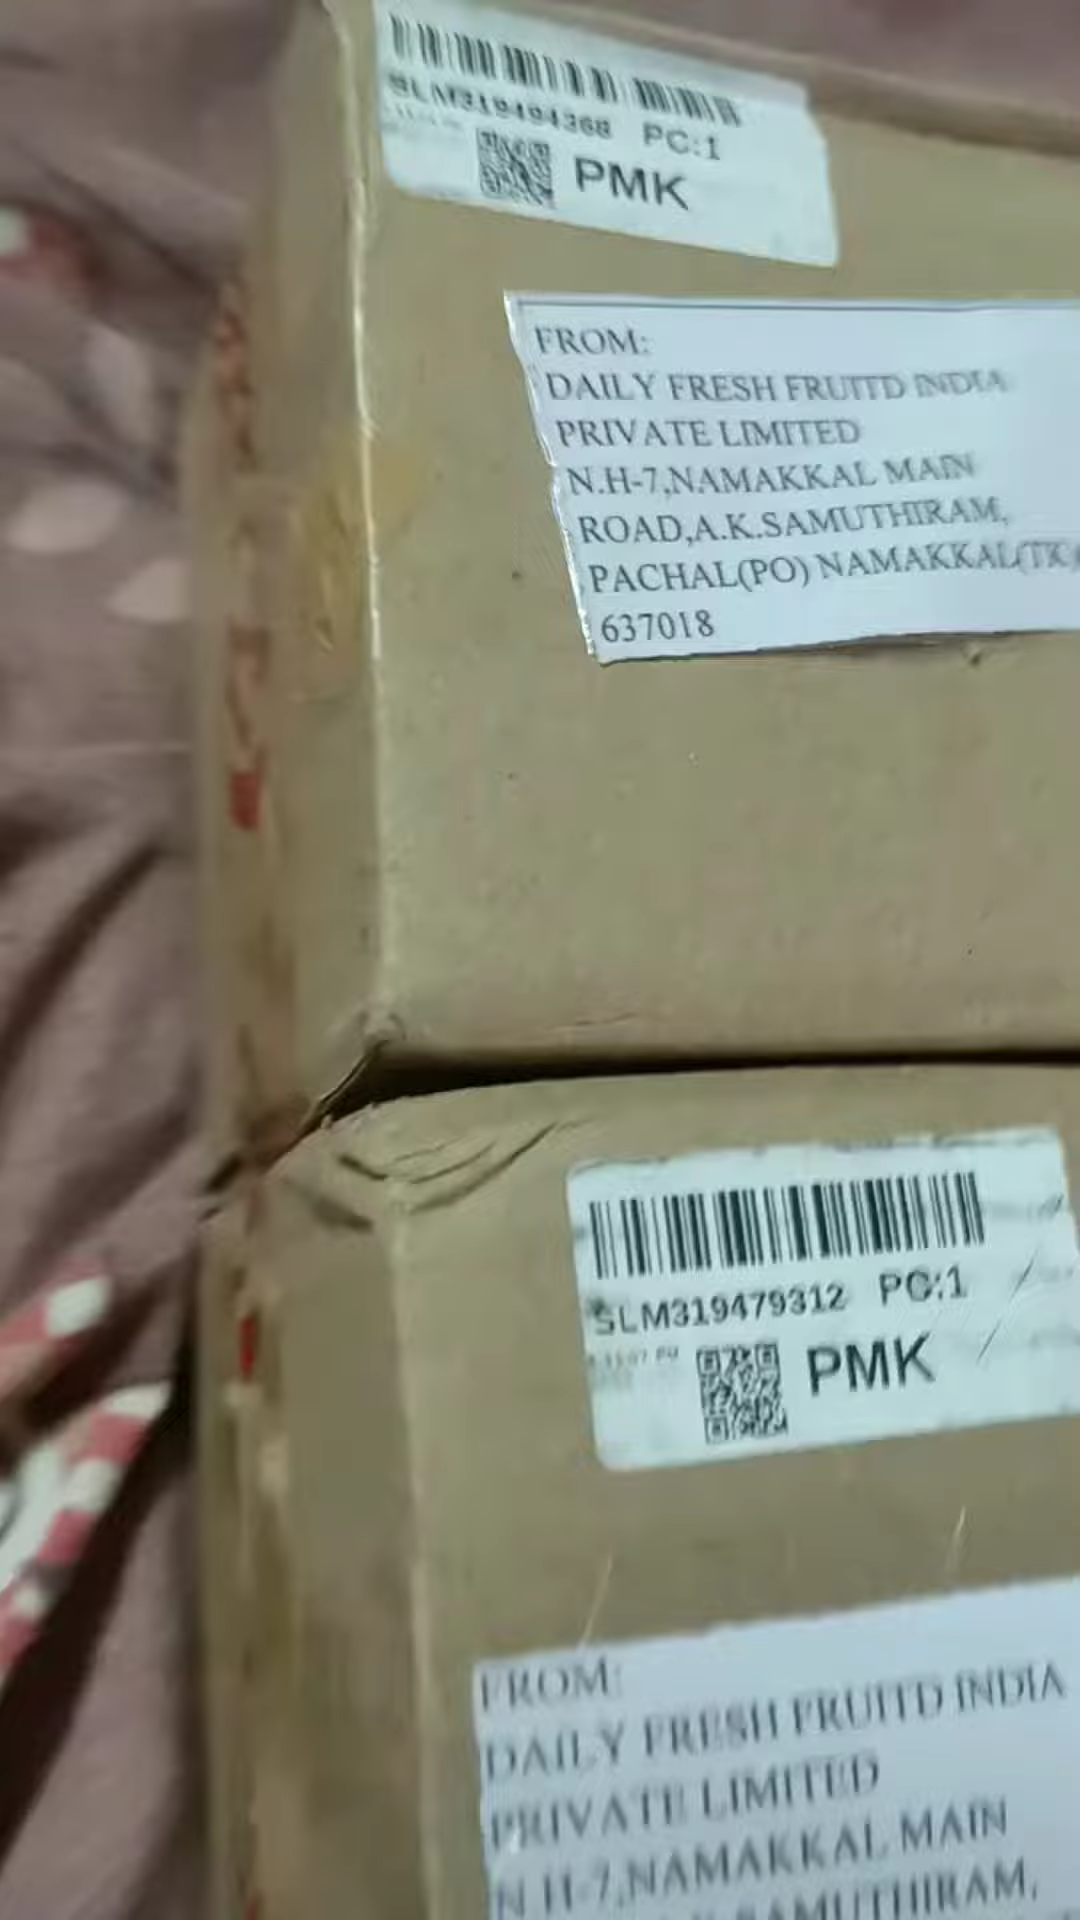 SLM319494368 PC:1
PMK
FROM:
DAILY FRESH FRUITD INDIA
PRIVATE LIMITED
N.H-7,NAMAKKAL MAIN
ROAD,A.K.SAMUTHIRAM,
PACHAL(PO) NAMAKKAL(TK)
637018
SLM319479312 PC:1
PMK
FROM:
DAILY FRESH FRUITD INDIA
PRIVATE LIMITED
N.H-7,NAMAKKAL MAIN
SAMUTHIRAM,